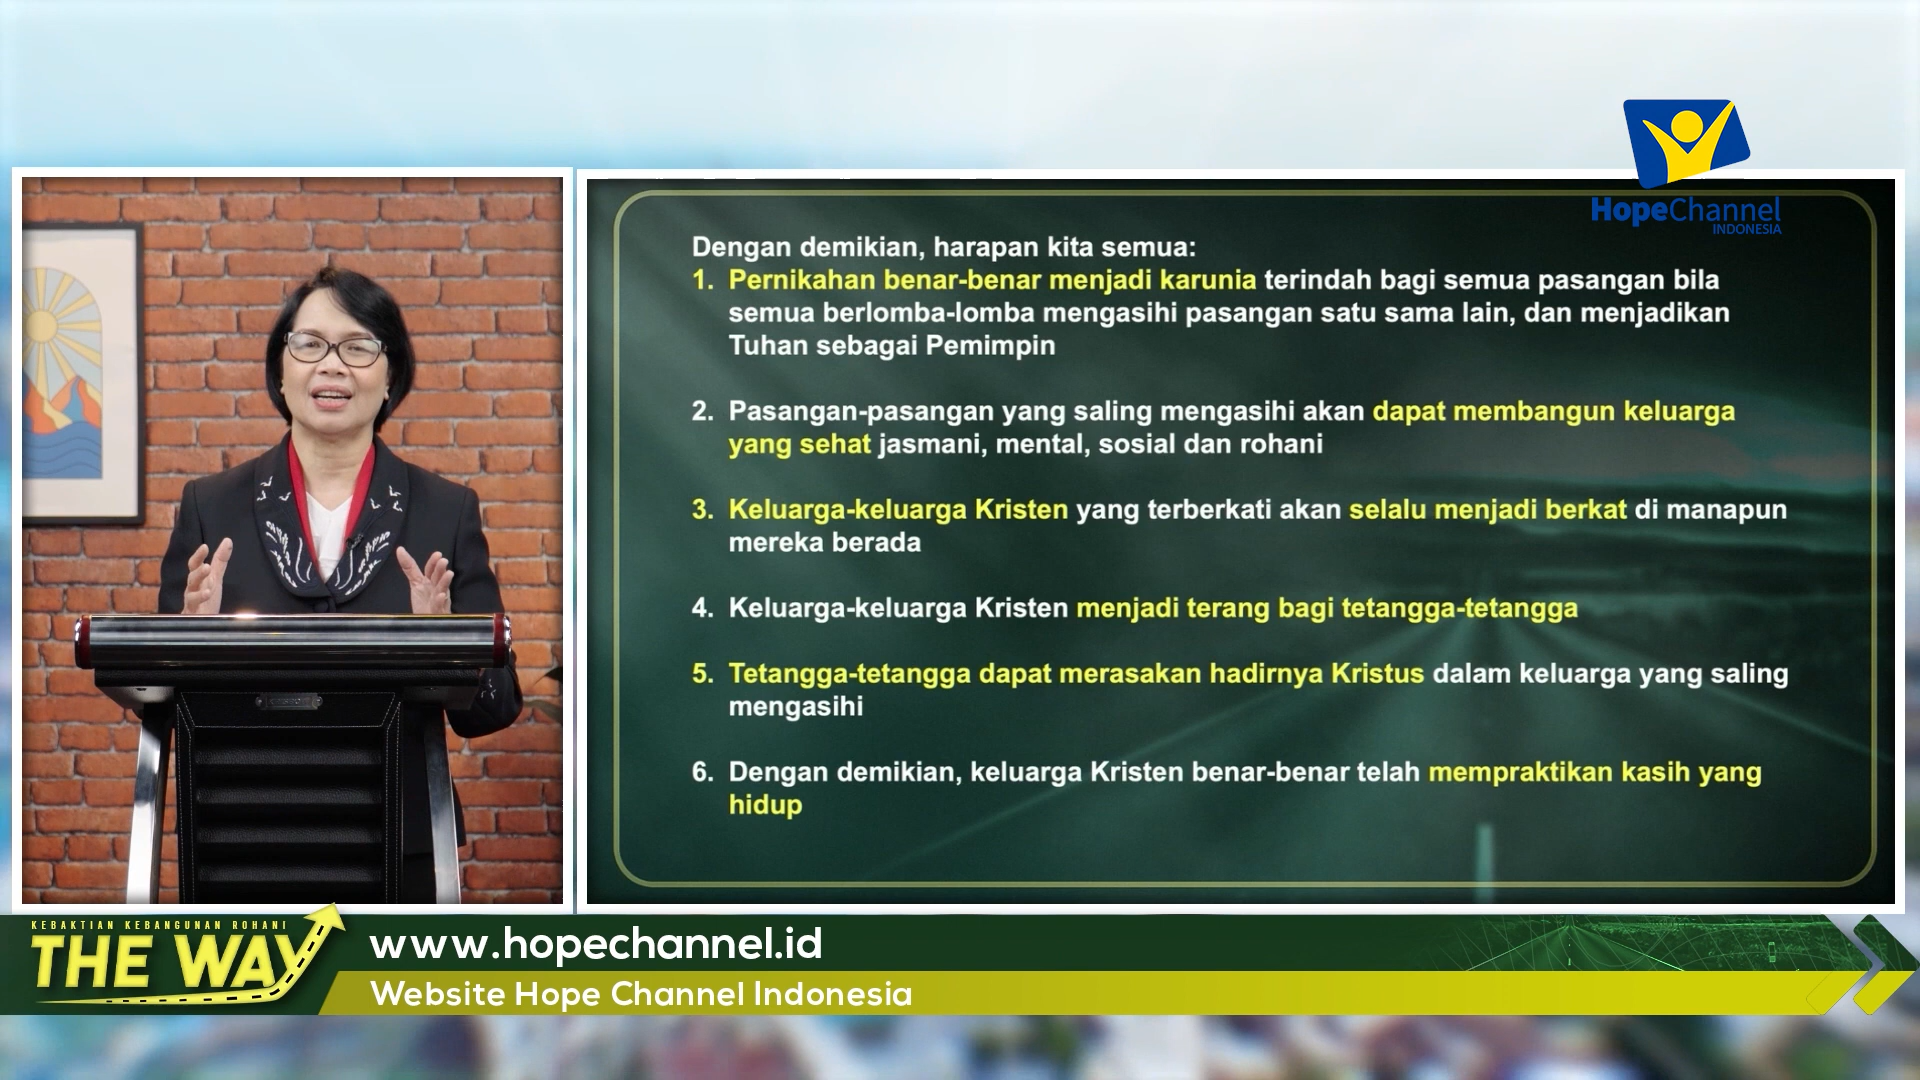 HopeChannel
INDONESIA
Dengan demikian, harapan kita semua:
1. Pernikahan benar-benar menjadi karunia terindah bagi semua pasangan bila
semua berlomba-lomba mengasihi pasangan satu sama lain, dan menjadikan
Tuhan sebagai Pemimpin
2. Pasangan-pasangan yang saling mengasihi akan dapat membangun keluarga
yang sehat jasmani, mental, sosial dan rohani
3. Keluarga-keluarga Kristen yang terberkati akan selalu menjadi berkat di manapun
mereka berada
4. Keluarga-keluarga Kristen menjadi terang bagi tetangga-tetangga
5. Tetangga-tetangga dapat merasakan hadirnya Kristus dalam keluarga yang saling
mengasihi
6. Dengan demikian, keluarga Kristen benar-benar telah mempraktikan kasih yang
hidup
KEBAKTIAN KEBANGUNAN ROHANI
THE WAY
www.hopechannel.id
Website Hope Channel Indonesia